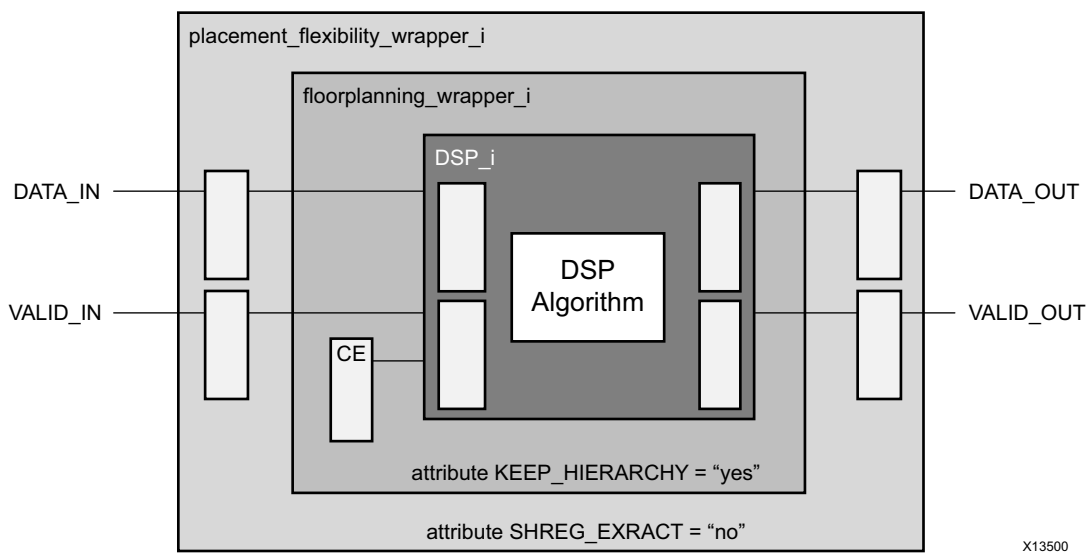 placement_flexibility_wrapper_i
floorplanning_wrapper_i
DSP_i
DATA_IN
DATA_OUT
DSP
Algorithm
VALID_IN
VALID_OUT
CE
attribute KEEP_HIERARCHY = “yes”
attribute SHREG_EXRACT = “no”
X13500